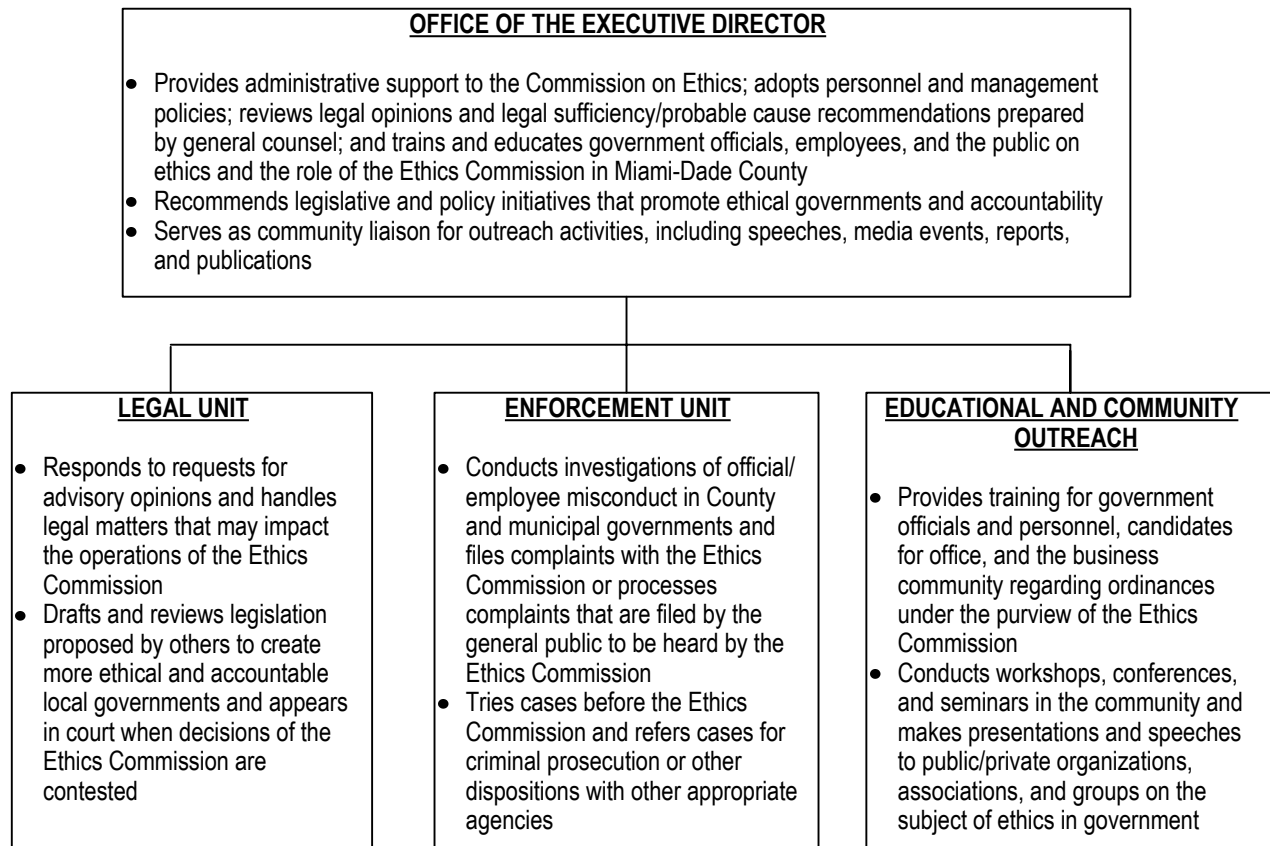 OFFICE OF THE EXECUTIVE DIRECTOR
• Provides administrative support to the Commission on Ethics; adopts personnel and management
policies; reviews legal opinions and legal sufficiency/probable cause recommendations prepared
by general counsel; and trains and educates government officials, employees, and the public on
ethics and the role of the Ethics Commission in Miami-Dade County
• Recommends legislative and policy initiatives that promote ethical governments and accountability
• Serves as community liaison for outreach activities, including speeches, media events, reports,
and publications
LEGAL UNIT
• Responds to requests for
advisory opinions and handles
legal matters that may impact
the operations of the Ethics
Commission
• Drafts and reviews legislation
proposed by others to create
more ethical and accountable
local governments and appears
in court when decisions of the
Ethics Commission are
contested
ENFORCEMENT UNIT
• Conducts investigations of official/
employee misconduct in County
and municipal governments and
files complaints with the Ethics
Commission or processes
complaints that are filed by the
general public to be heard by the
Ethics Commission
• Tries cases before the Ethics
Commission and refers cases for
criminal prosecution or other
dispositions with other appropriate
agencies
EDUCATIONAL AND COMMUNITY
OUTREACH
• Provides training for government
officials and personnel, candidates
for office, and the business
community regarding ordinances
under the purview of the Ethics
Commission
• Conducts workshops, conferences,
and seminars in the community and
makes presentations and speeches
to public/private organizations,
associations, and groups on the
subject of ethics in government